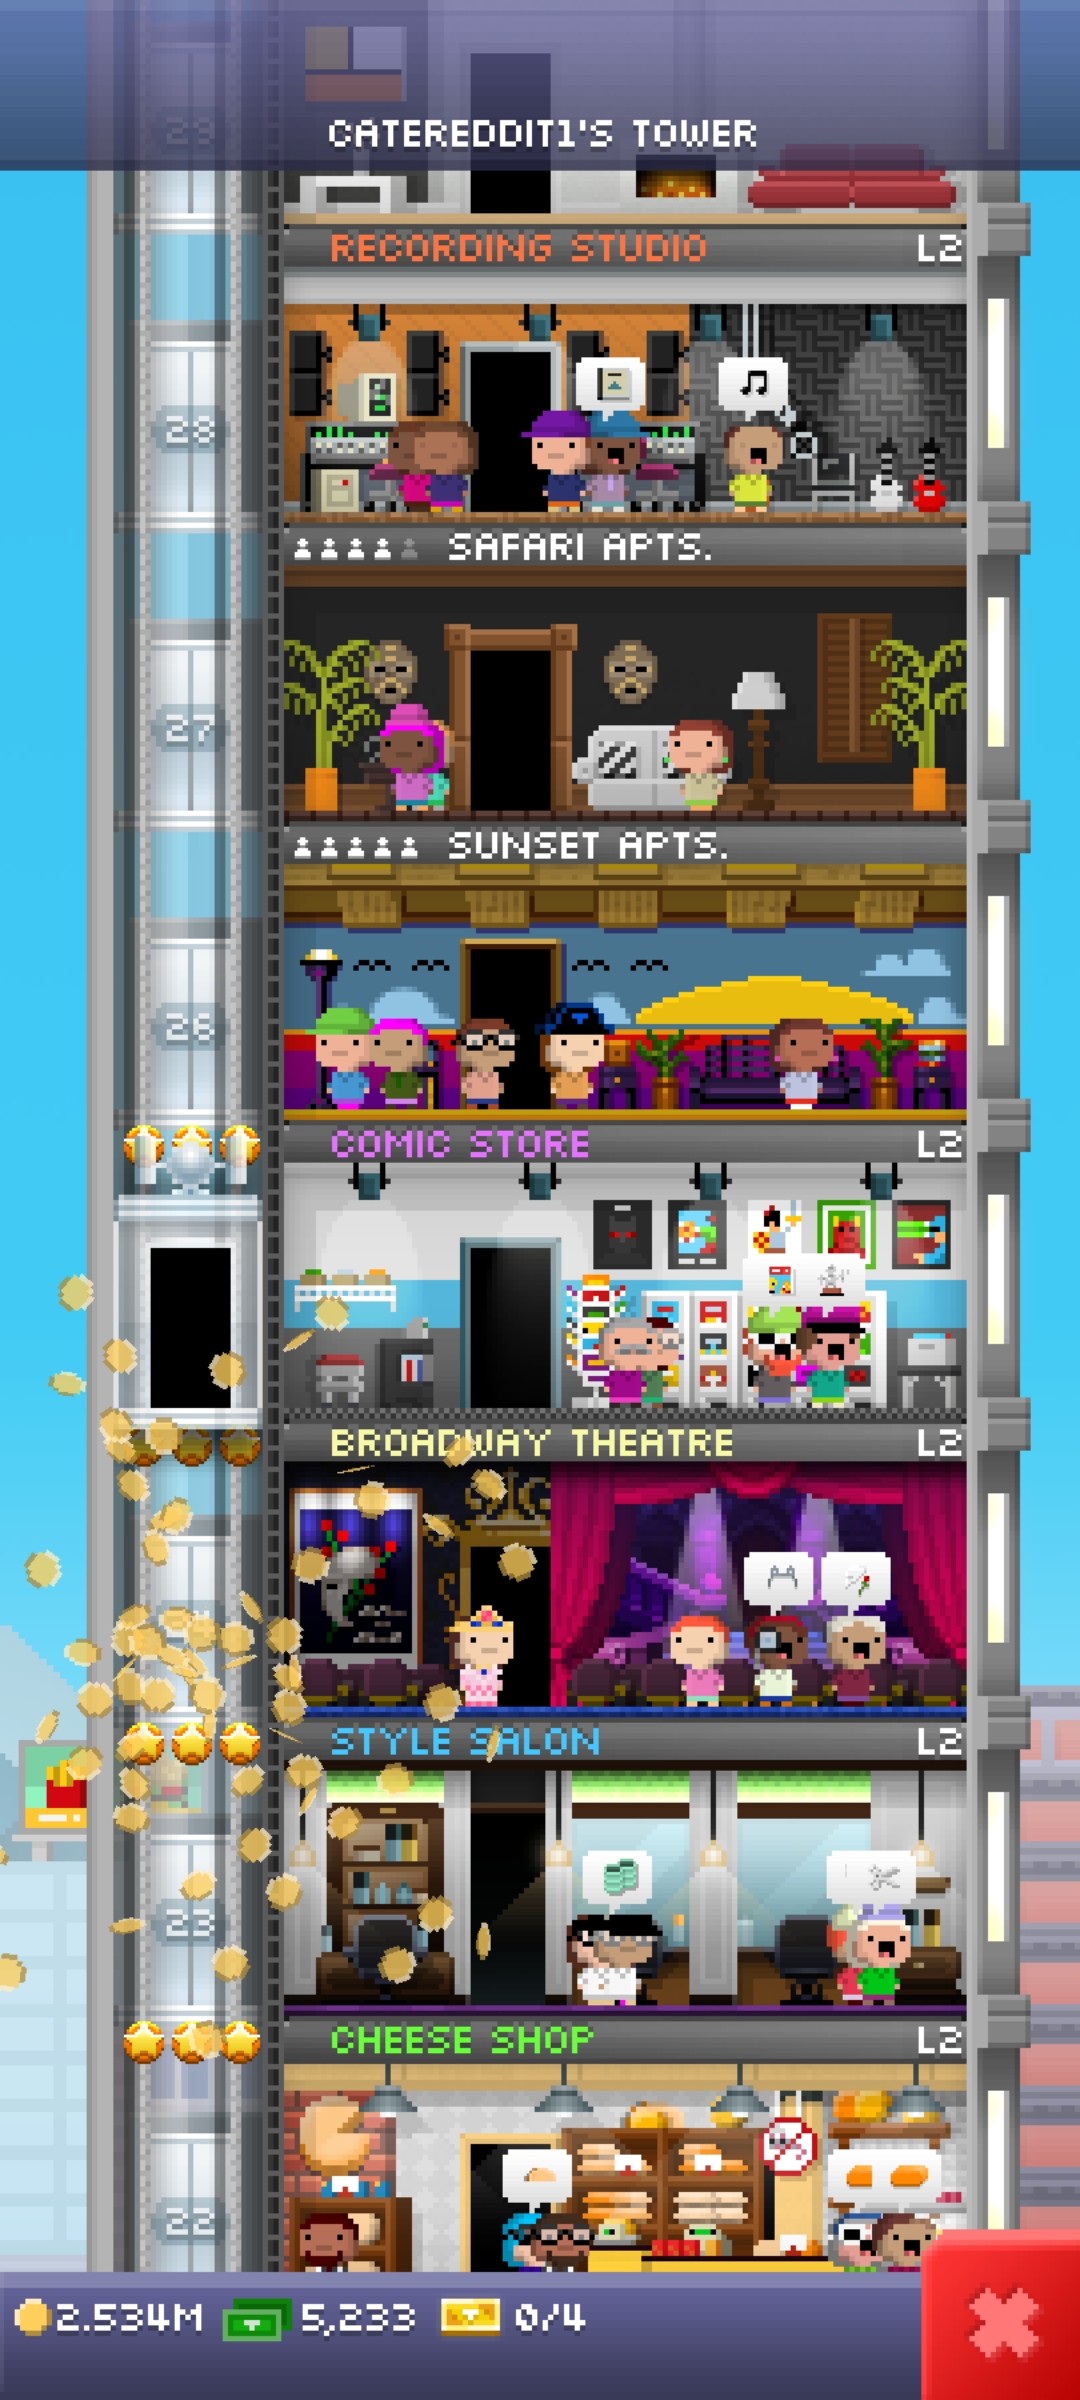 CATEREDDIT1'S TOWER
RECORDING STUDIO L2
28
SAFARI APTS.
27
SUNSET APTS.
26
COMIC STORE L2
BROADWAY THEATRE L2
STYLE SALON L2
23
CHEESE SHOP L2
22
2.534M 5,233 0/4